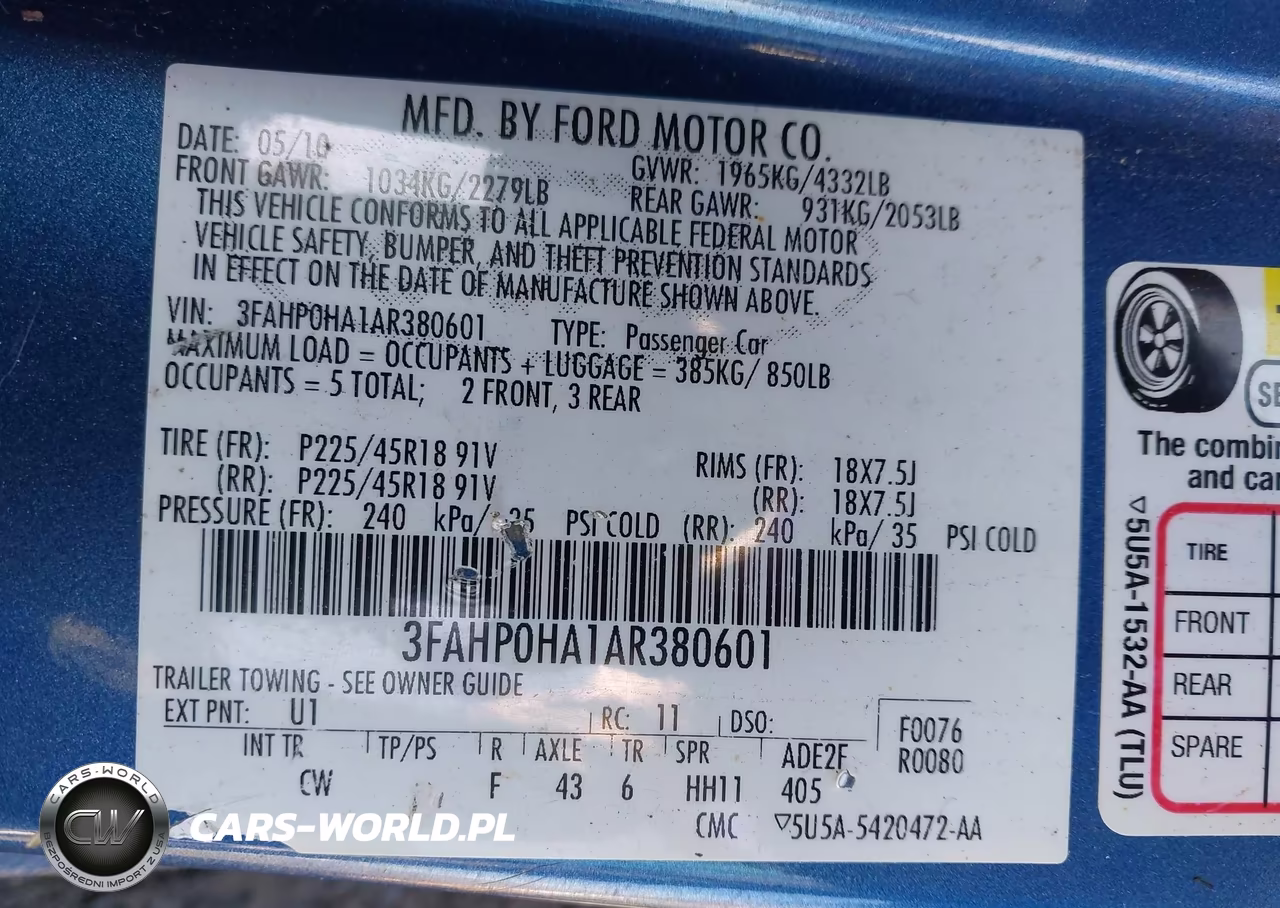 MFD. BY FORD MOTOR CO.
DATE: 05/10
GVWR: 1965KG/4332LB
FRONT GAWR: 1034KG/2279LB
REAR GAWR: 931KG/2053LB
THIS VEHICLE CONFORMS TO ALL APPLICABLE FEDERAL MOTOR
VEHICLE SAFETY, BUMPER, AND THEFT PREVENTION STANDARDS
IN EFFECT ON THE DATE OF MANUFACTURE SHOWN ABOVE.
VIN: 3FAHP0HA1AR380601 TYPE: Passenger Car
MAXIMUM LOAD = OCCUPANTS + LUGGAGE = 385KG/ 850LB
OCCUPANTS = 5 TOTAL; 2 FRONT, 3 REAR
TIRE (FR): P225/45R18 91V RIMS (FR): 18X7.5J
(RR): P225/45R18 91V (RR): 18X7.5J
PRESSURE (FR): 240 kPa/ 35 PSI COLD (RR): 240 kPa/ 35 PSI COLD
3FAHP0HA1AR380601
TRAILER TOWING - SEE OWNER GUIDE
EXT PNT: U1 RC: 11 DSO: F0076
INT TR TP/PS R AXLE TR SPR ADE2F R0080
CW F 43 6 HH11 405
CMC ▽5U5A-5420472-AA
The combin
and car
TIRE
FRONT
REAR
SPARE
▽5U5A-1532-AA (TLU)
CARS-WORLD
CW
BEZPOŚREDNI IMPORT Z USA
CARS-WORLD.PL